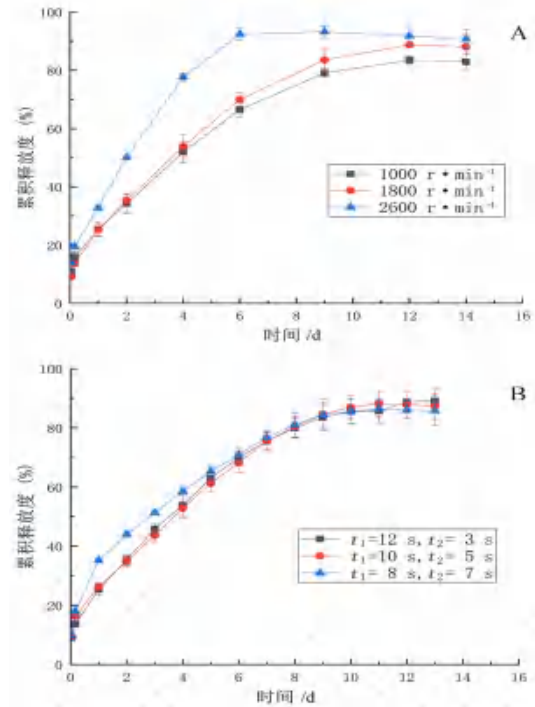 A
100
80
60
40
20
0
累积释放度 (%)
1000 r • min⁻¹
1800 r • min⁻¹
2600 r • min⁻¹
0 2 4 6 8 10 12 14 16
时间 /d
B
100
80
60
40
20
0
累积释放度 (%)
t₁=12 s, t₂= 3 s
t₁=10 s, t₂= 5 s
t₁= 8 s, t₂= 7 s
0 2 4 6 8 10 12 14 16
时间 /d